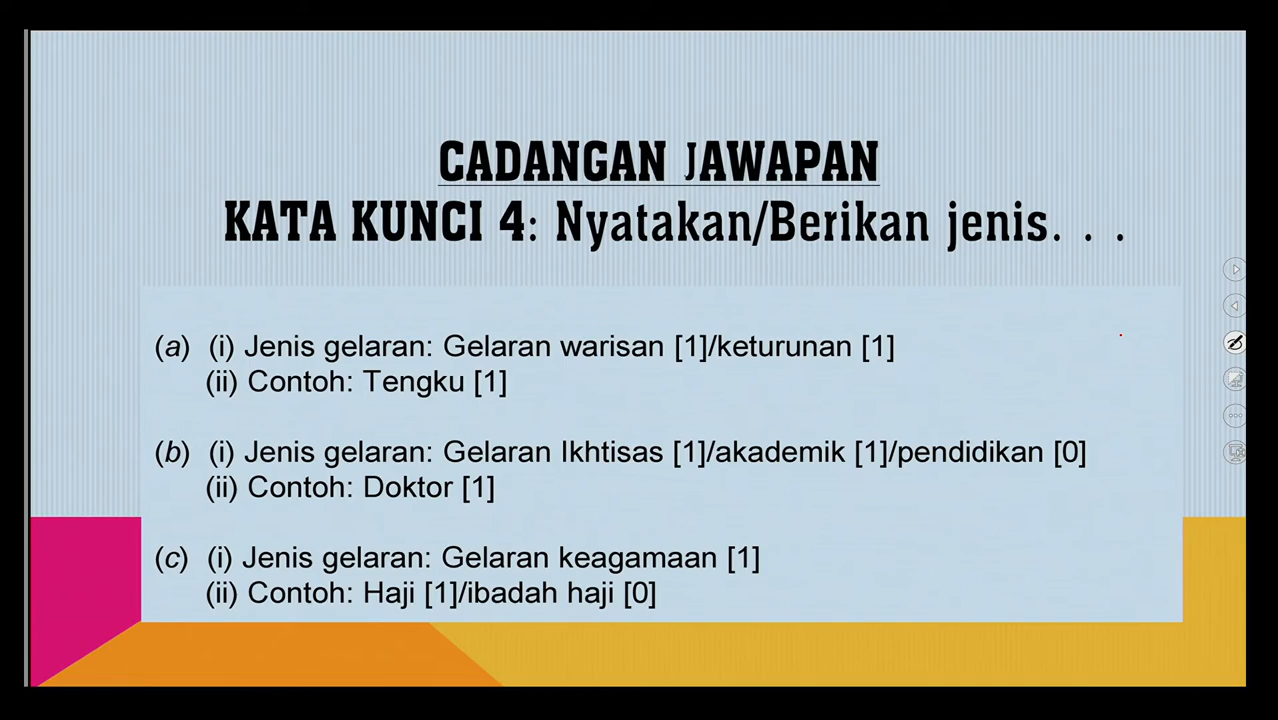 CADANGAN JAWAPAN
KATA KUNCI 4: Nyatakan/Berikan jenis. . .
(a) (i) Jenis gelaran: Gelaran warisan [1]/keturunan [1]
(ii) Contoh: Tengku [1]
(b) (i) Jenis gelaran: Gelaran Ikhtisas [1]/akademik [1]/pendidikan [0]
(ii) Contoh: Doktor [1]
(c) (i) Jenis gelaran: Gelaran keagamaan [1]
(ii) Contoh: Haji [1]/ibadah haji [0]